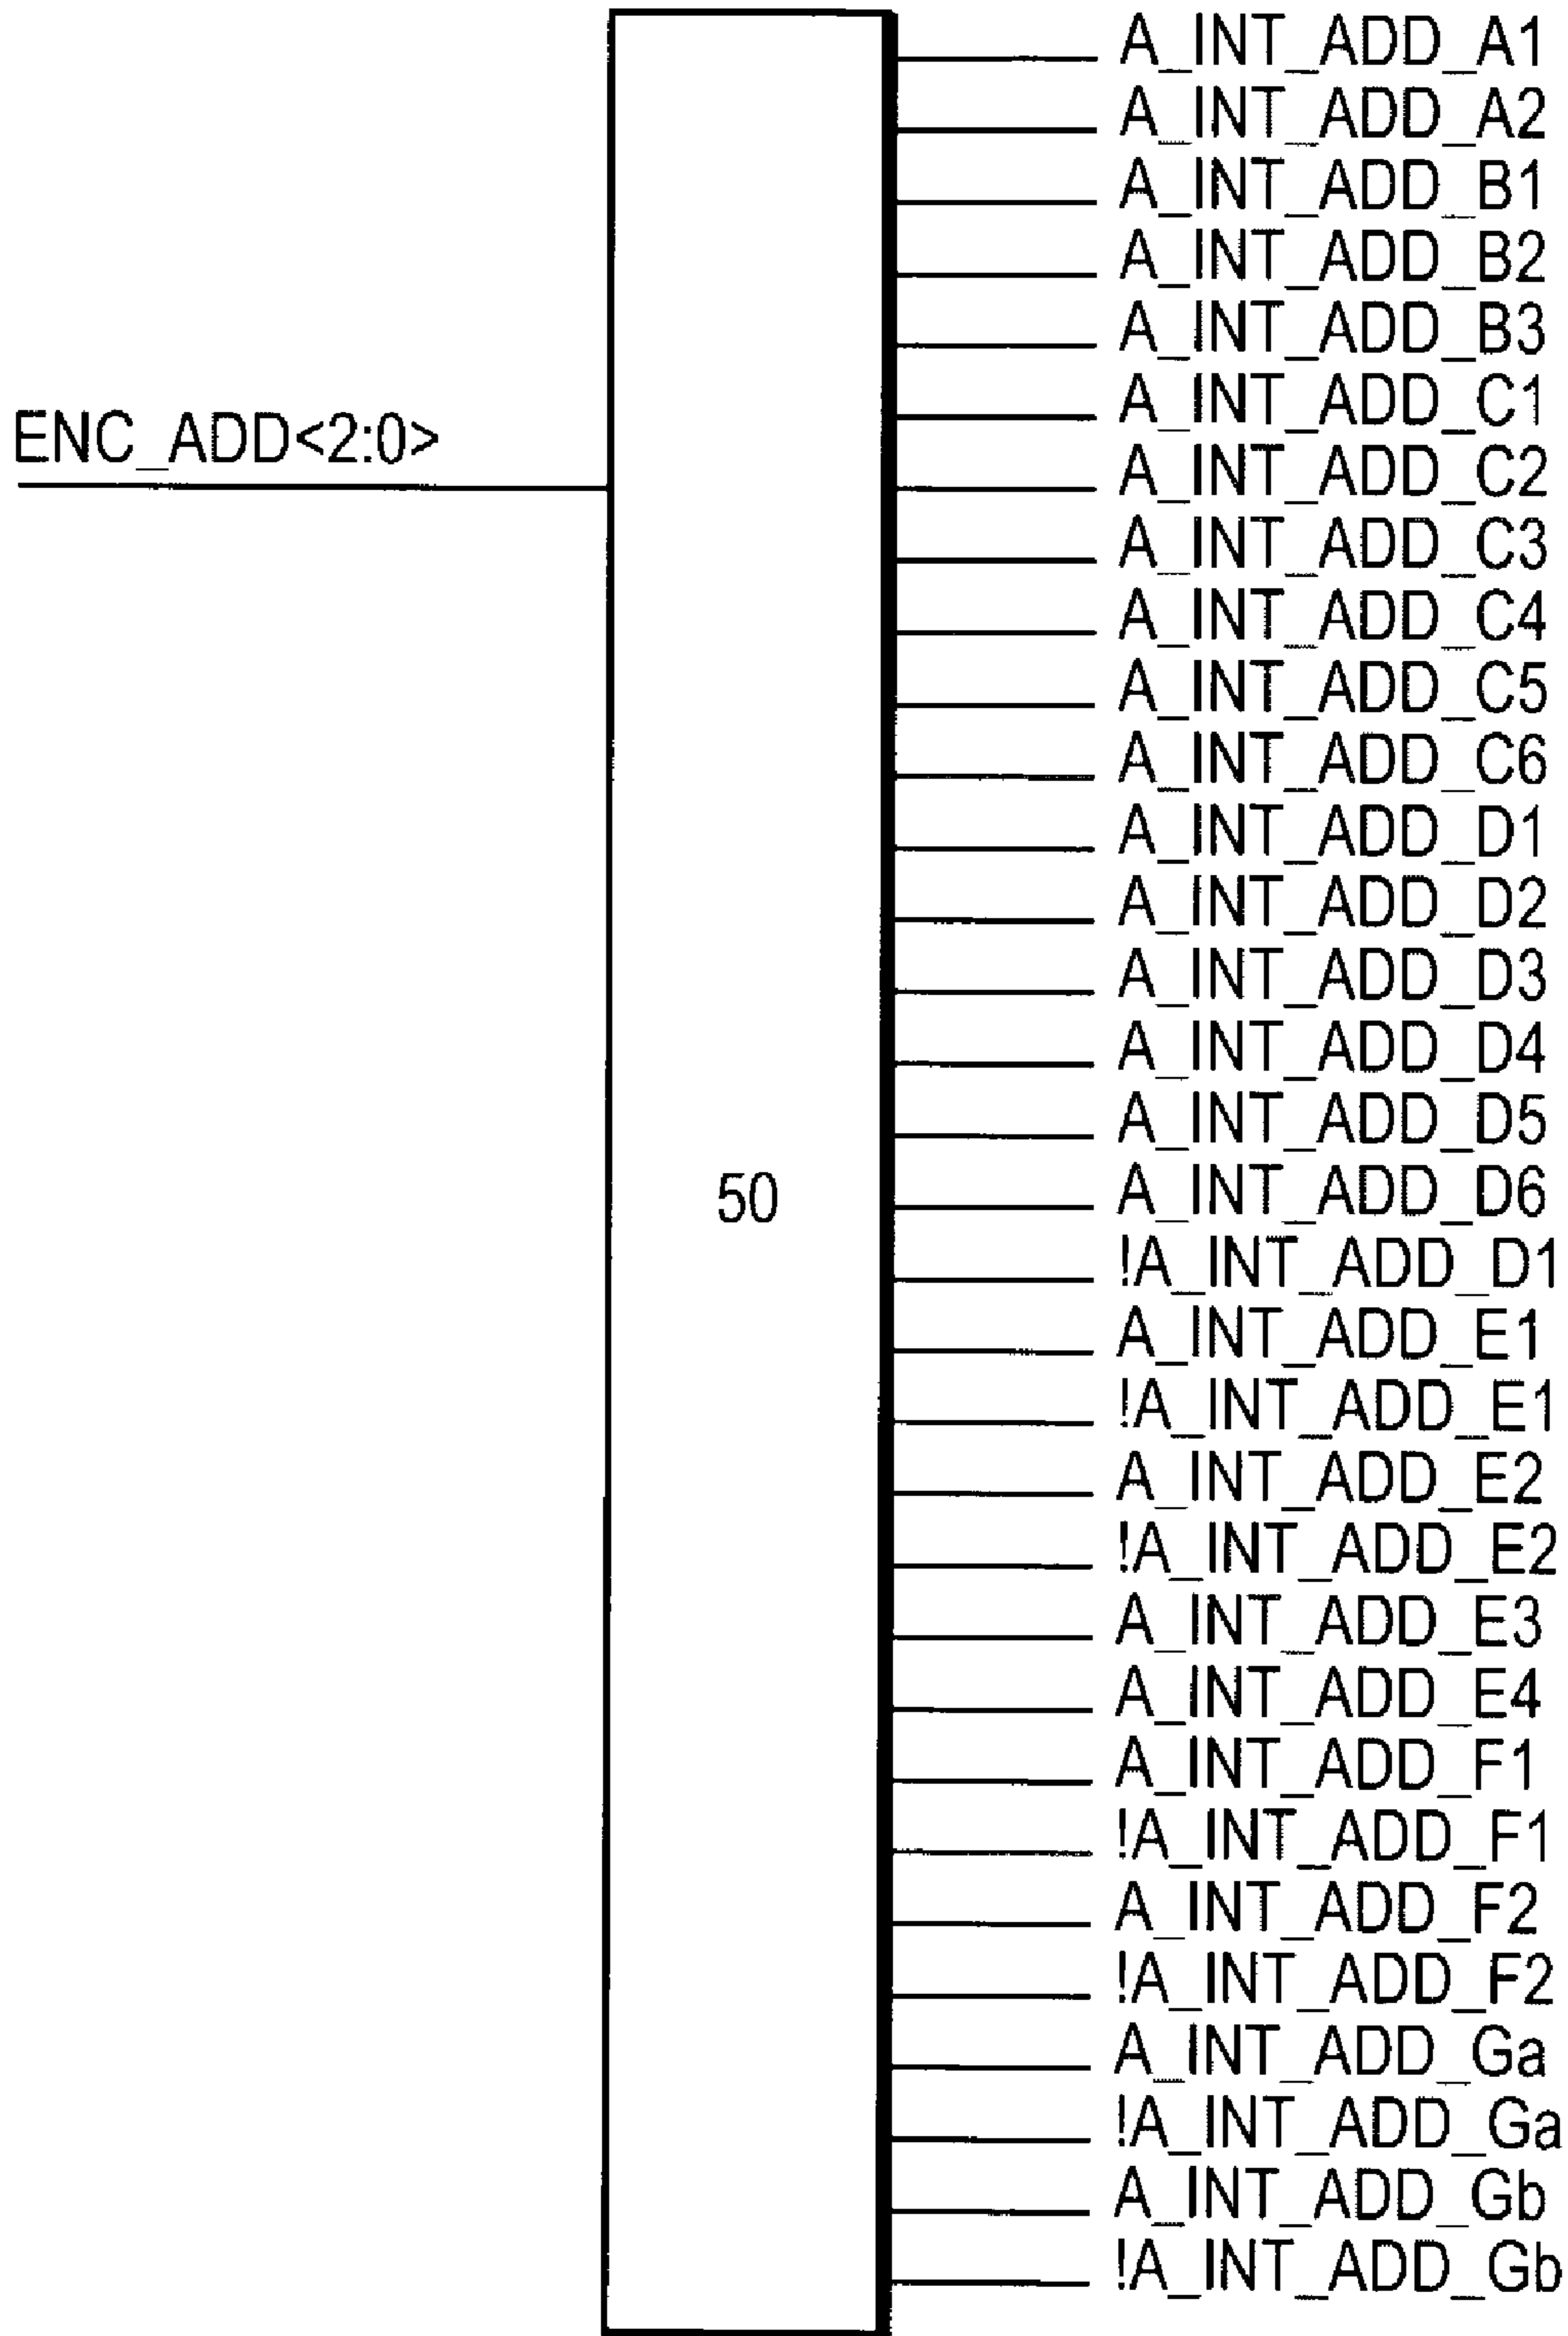 A_INT_ADD_A1
A_INT_ADD_A2
A_INT_ADD_B1
A_INT_ADD_B2
A_INT_ADD_B3
A_INT_ADD_C1
ENC_ADD<2:0>
A_INT_ADD_C2
A_INT_ADD_C3
A_INT_ADD_C4
A_INT_ADD_C5
A_INT_ADD_C6
A_INT_ADD_D1
A_INT_ADD_D2
A_INT_ADD_D3
A_INT_ADD_D4
A_INT_ADD_D5
50
A_INT_ADD_D6
!A_INT_ADD_D1
A_INT_ADD_E1
!A_INT_ADD_E1
A_INT_ADD_E2
!A_INT_ADD_E2
A_INT_ADD_E3
A_INT_ADD_E4
A_INT_ADD_F1
!A_INT_ADD_F1
A_INT_ADD_F2
!A_INT_ADD_F2
A_INT_ADD_Ga
!A_INT_ADD_Ga
A_INT_ADD_Gb
!A_INT_ADD_Gb